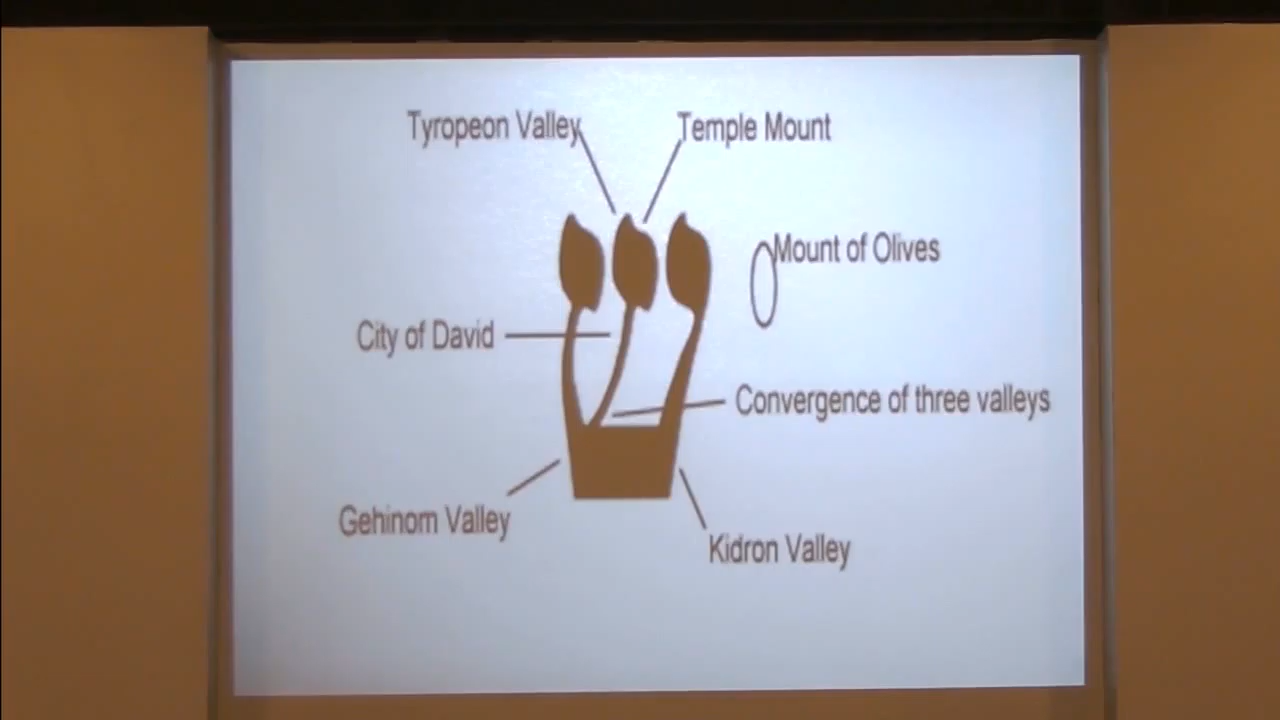 Tyropeon Valley
Temple Mount
Mount of Olives
City of David
Convergence of three valleys
Gehinom Valley
Kidron Valley
ש